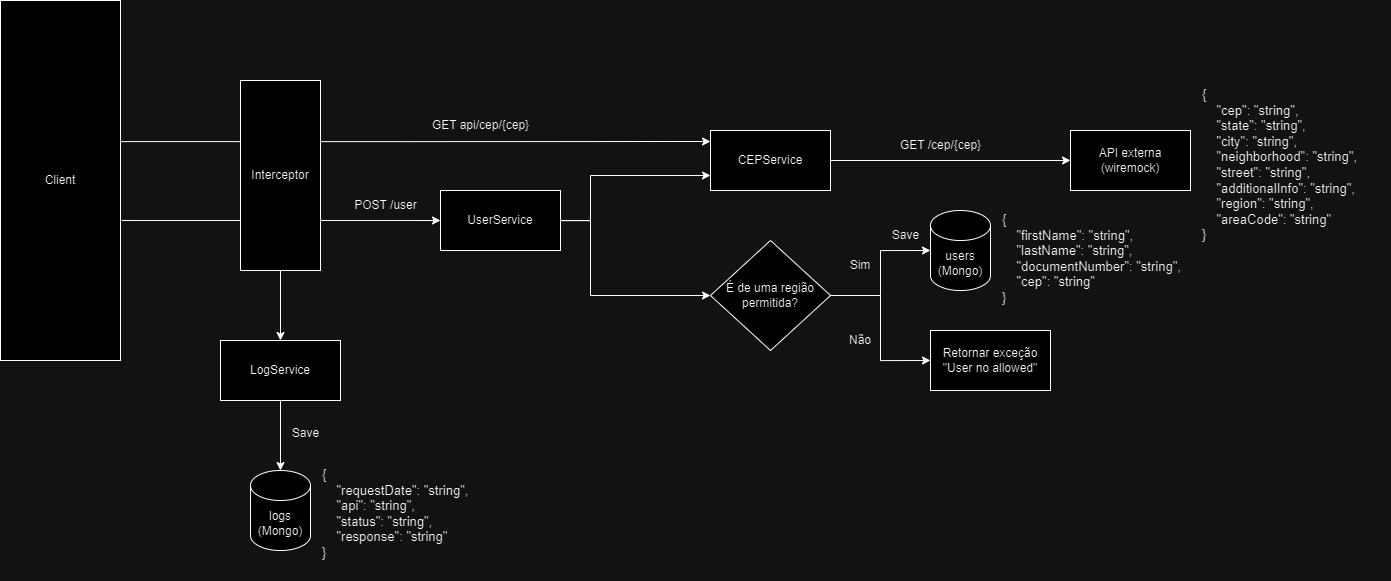 Client
Interceptor
GET api/cep/{cep}
CEPService
GET /cep/{cep}
API externa
(wiremock)
{
"cep": "string",
"state": "string",
"city": "string",
"neighborhood": "string",
"street": "string",
"additionalInfo": "string",
"region": "string",
"areaCode": "string"
}
POST /user
UserService
É de uma região
permitida?
Sim
Save
users
(Mongo)
{
"firstName": "string",
"lastName": "string",
"documentNumber": "string",
"cep": "string"
}
Não
Retornar exceção
"User no allowed"
LogService
Save
logs
(Mongo)
{
"requestDate": "string",
"api": "string",
"status": "string",
"response": "string"
}